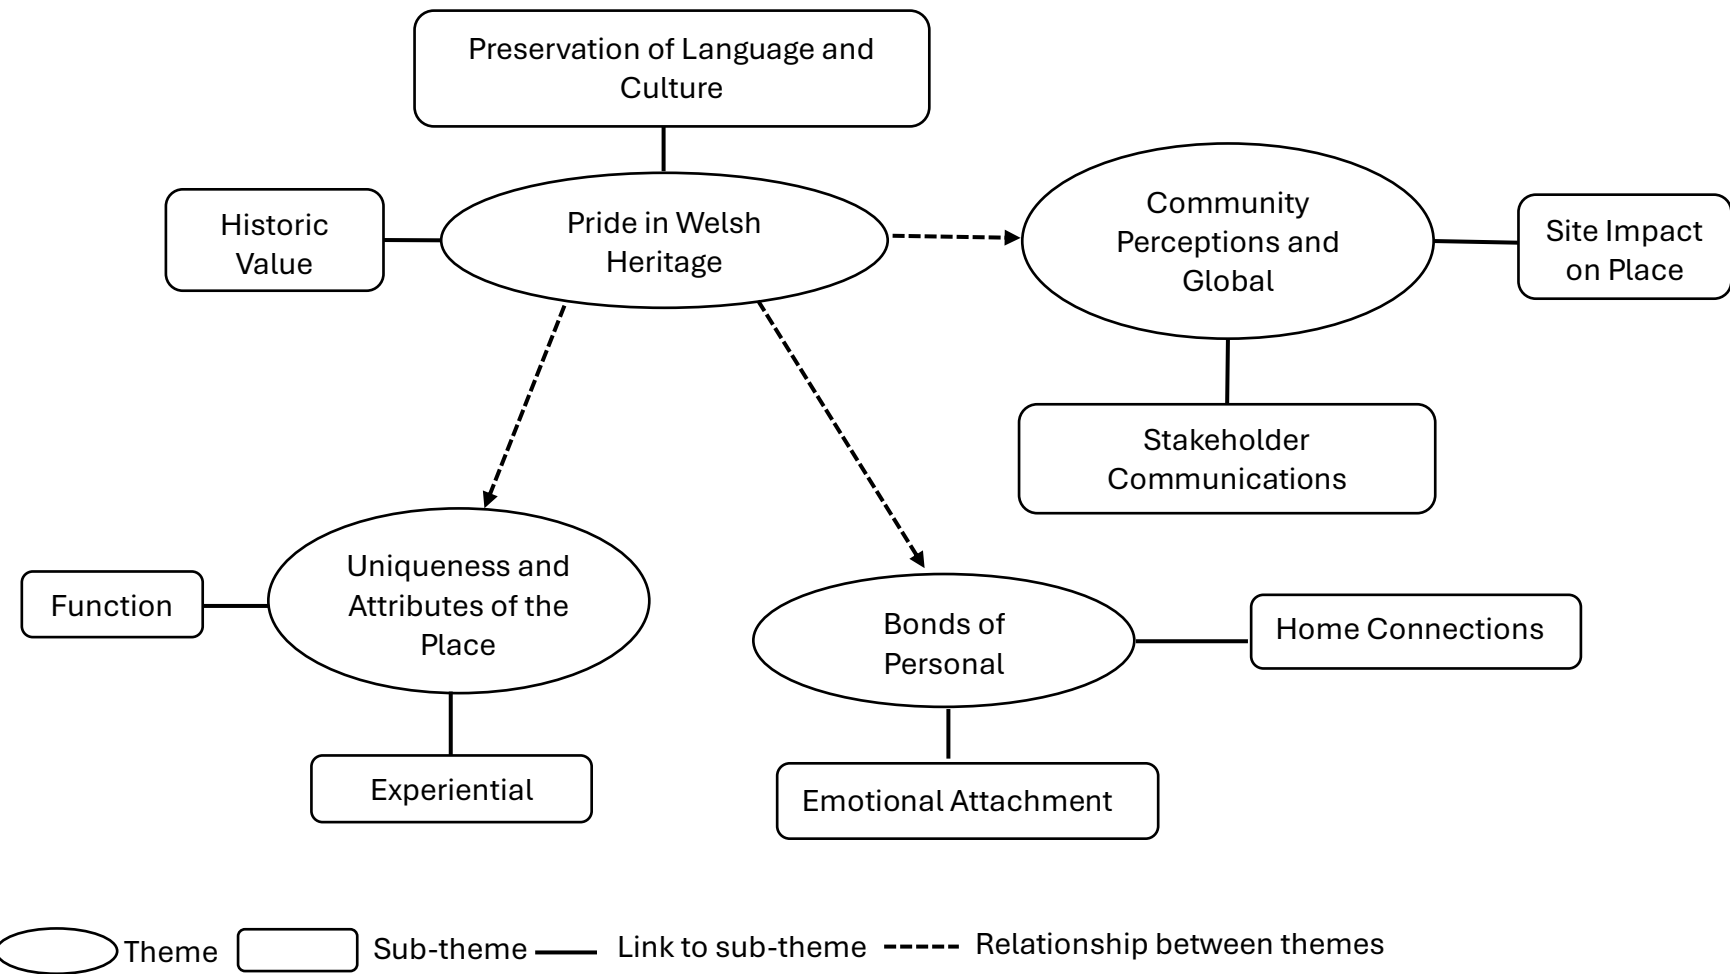 Preservation of Language and
Culture
Historic
Value
Pride in Welsh
Heritage
Community
Perceptions and
Global
Site Impact
on Place
Stakeholder
Communications
Uniqueness and
Attributes of the
Place
Function
Experiential
Bonds of
Personal
Home Connections
Emotional Attachment
Theme
Sub-theme
Link to sub-theme
Relationship between themes